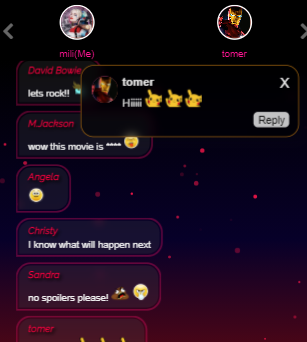 mili(Me)
tomer
David Bowie
lets rock!!
tomer
X
Hiiiii
Reply
M.Jackson
wow this movie is ****
Angela
Christy
I know what will happen next
Sandra
no spoilers please!
tomer